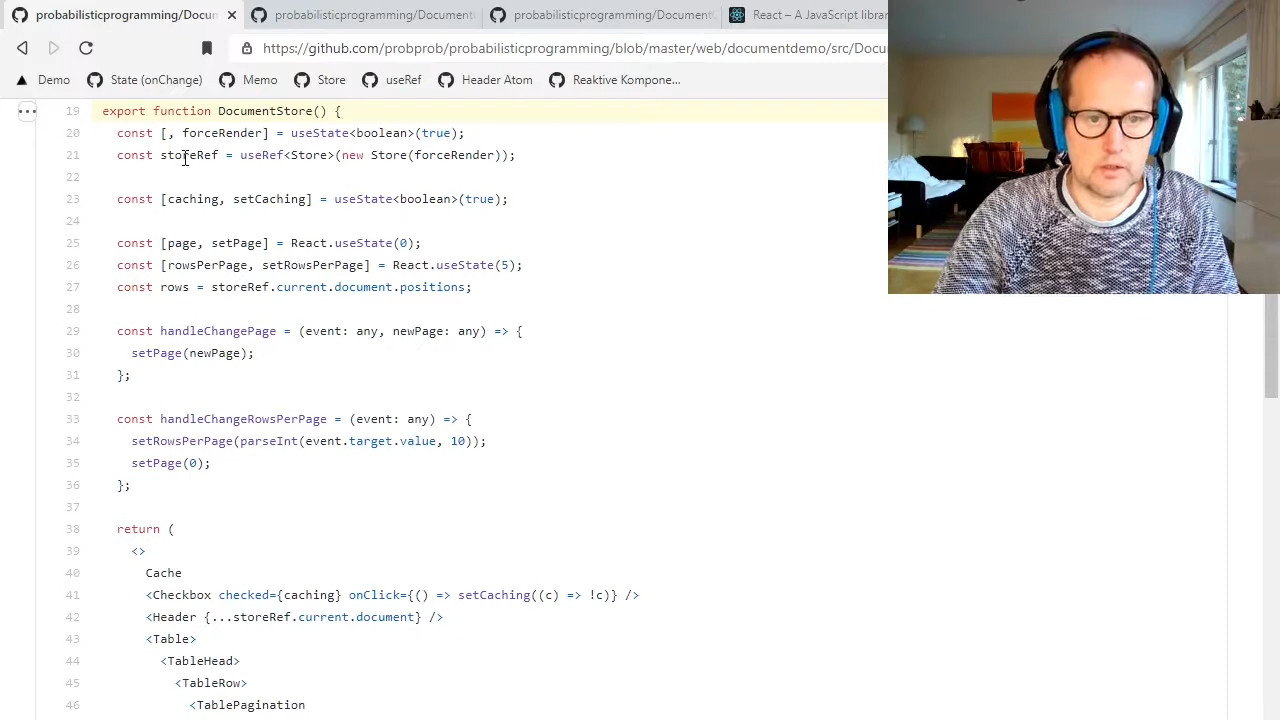 probabilisticprogramming/Docum
probabilisticprogramming/Document
probabilisticprogramming/Document
React – A JavaScript librar
https://github.com/probprob/probabilisticprogramming/blob/master/web/documentdemo/src/Docu
Demo
State (onChange)
Memo
Store
useRef
Header Atom
Reaktive Kompone...
19 export function DocumentStore() {
20 const [, forceRender] = useState<boolean>(true);
21 const storeRef = useRef<Store>(new Store(forceRender));
22
23 const [caching, setCaching] = useState<boolean>(true);
24
25 const [page, setPage] = React.useState(0);
26 const [rowsPerPage, setRowsPerPage] = React.useState(5);
27 const rows = storeRef.current.document.positions;
28
29 const handleChangePage = (event: any, newPage: any) => {
30 setPage(newPage);
31 };
32
33 const handleChangeRowsPerPage = (event: any) => {
34 setRowsPerPage(parseInt(event.target.value, 10));
35 setPage(0);
36 };
37
38 return (
39 <>
40 Cache
41 <Checkbox checked={caching} onClick={() => setCaching((c) => !c)} />
42 <Header {...storeRef.current.document} />
43 <Table>
44 <TableHead>
45 <TableRow>
46 <TablePagination